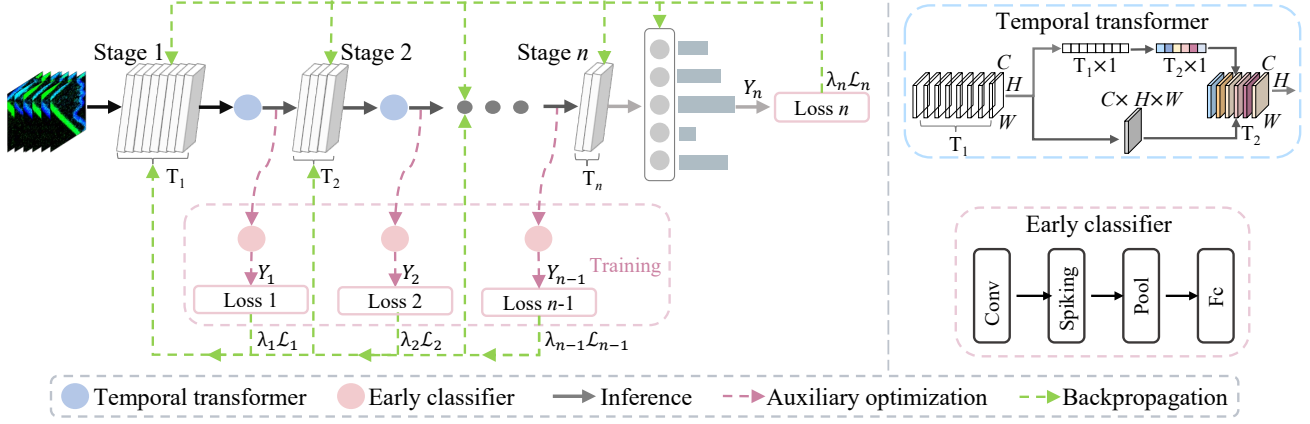 Stage 1
Stage 2
Stage n
T1
T2
Tn
Yn
λnℒn
Loss n
Y1
Y2
Yn−1
Training
Loss 1
Loss 2
Loss n-1
λ1ℒ1
λ2ℒ2
λn−1ℒn−1
Temporal transformer
T1×1
T2×1
C
H
W
T1
C× H×W
C
H
W
T2
Early classifier
Conv
Spiking
Pool
Fc
Temporal transformer
Early classifier
Inference
Auxiliary optimization
Backpropagation